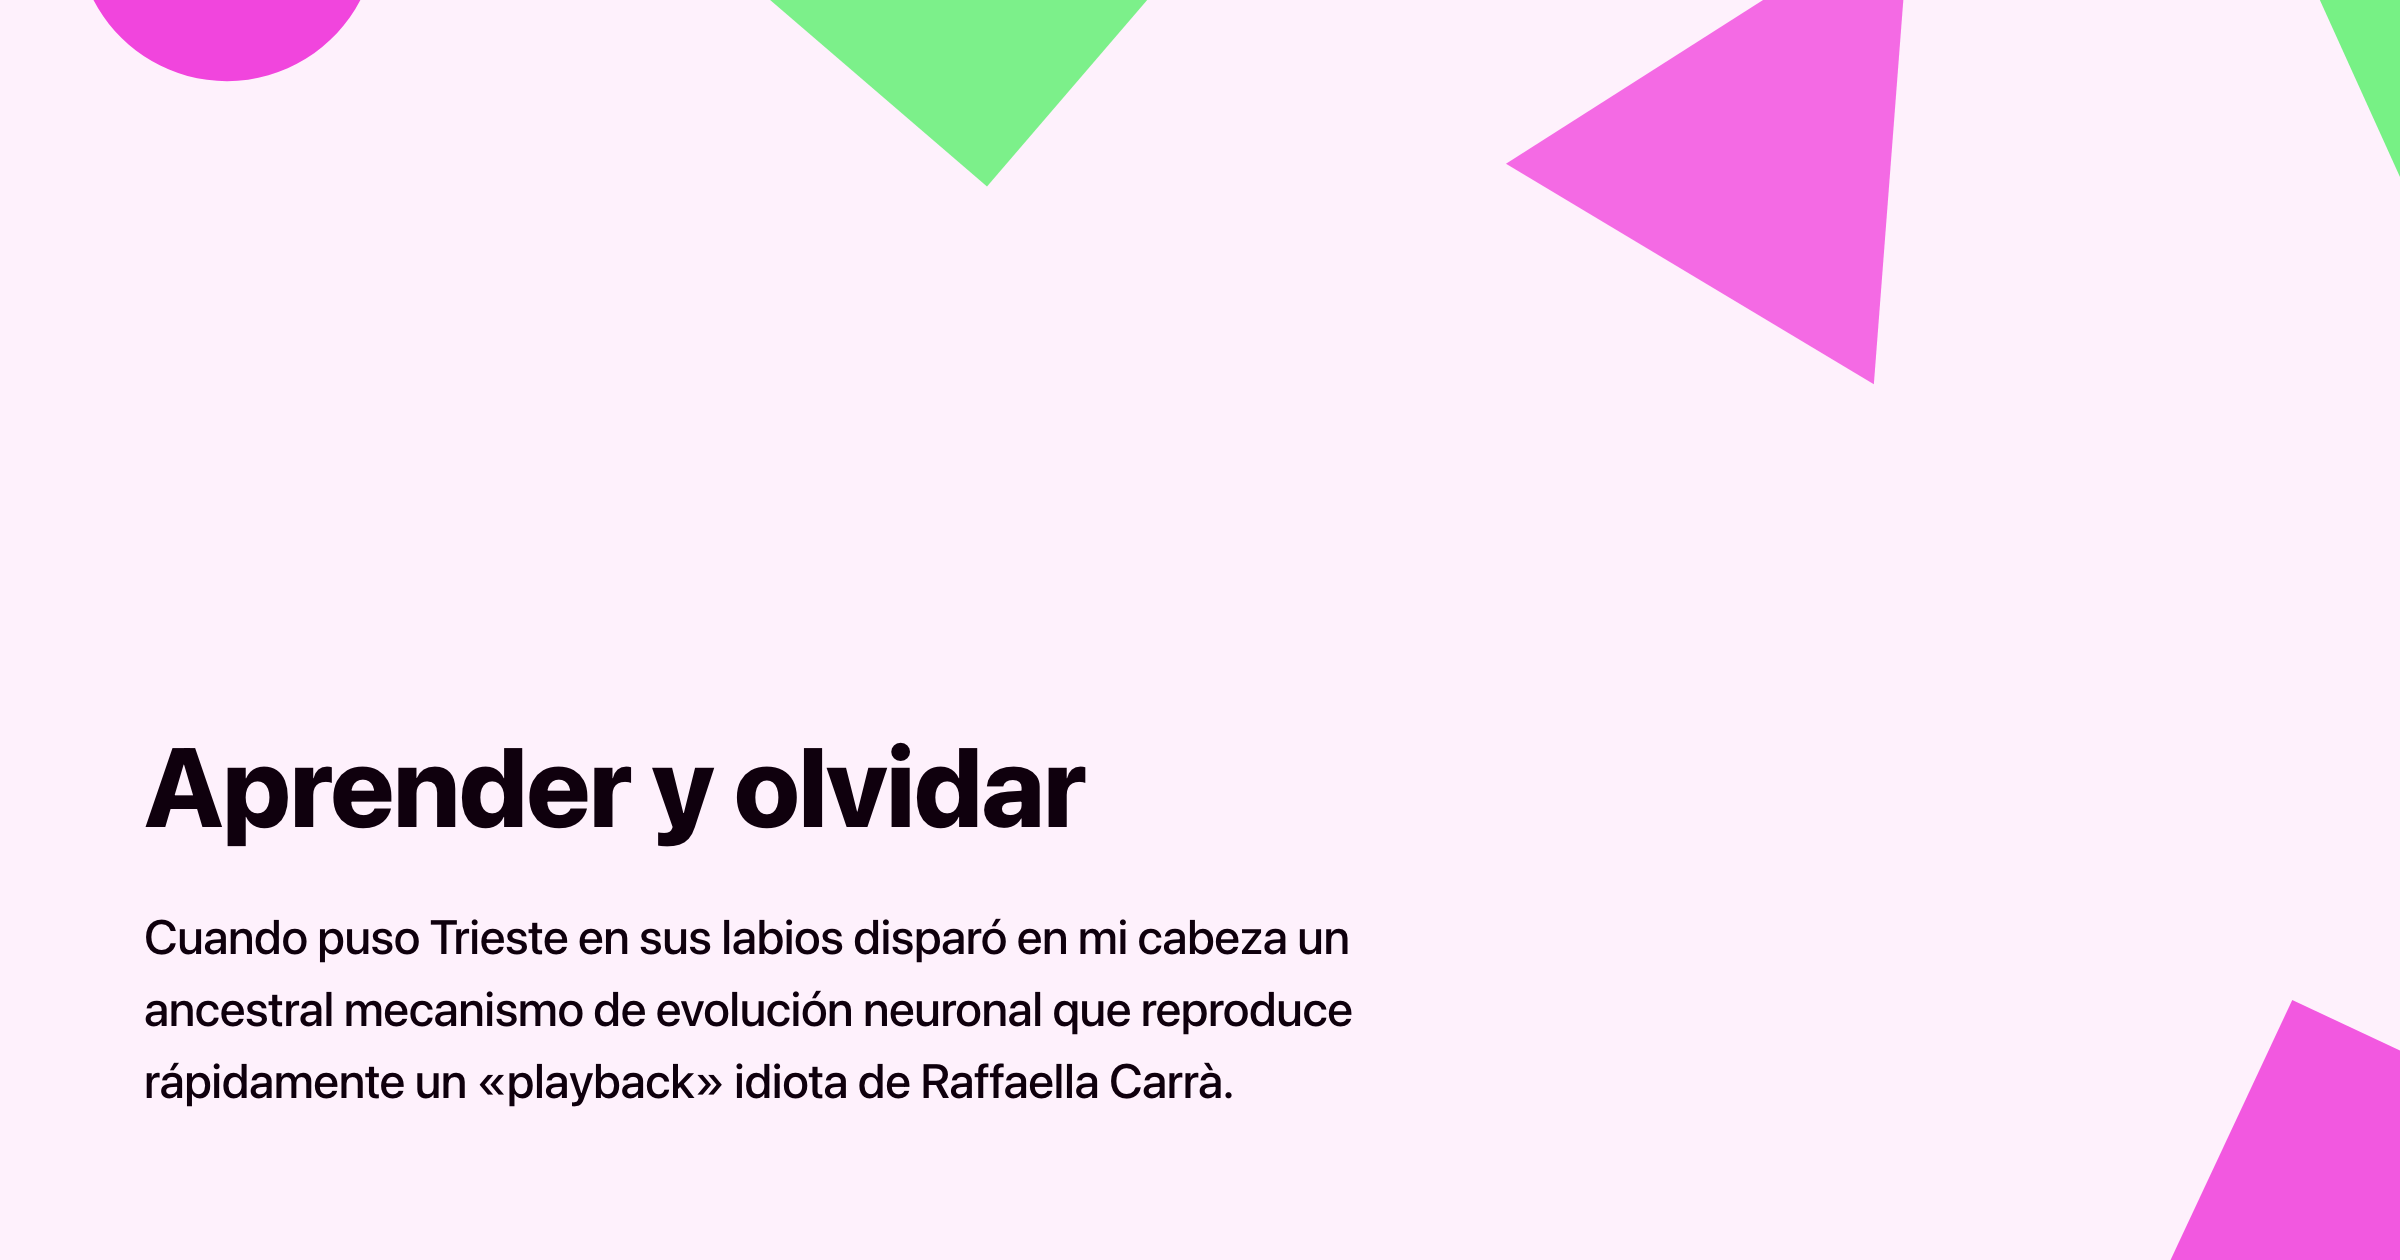 Aprender y olvidar
Cuando puso Trieste en sus labios disparó en mi cabeza un
ancestral mecanismo de evolución neuronal que reproduce
rápidamente un «playback» idiota de Raffaella Carrà.